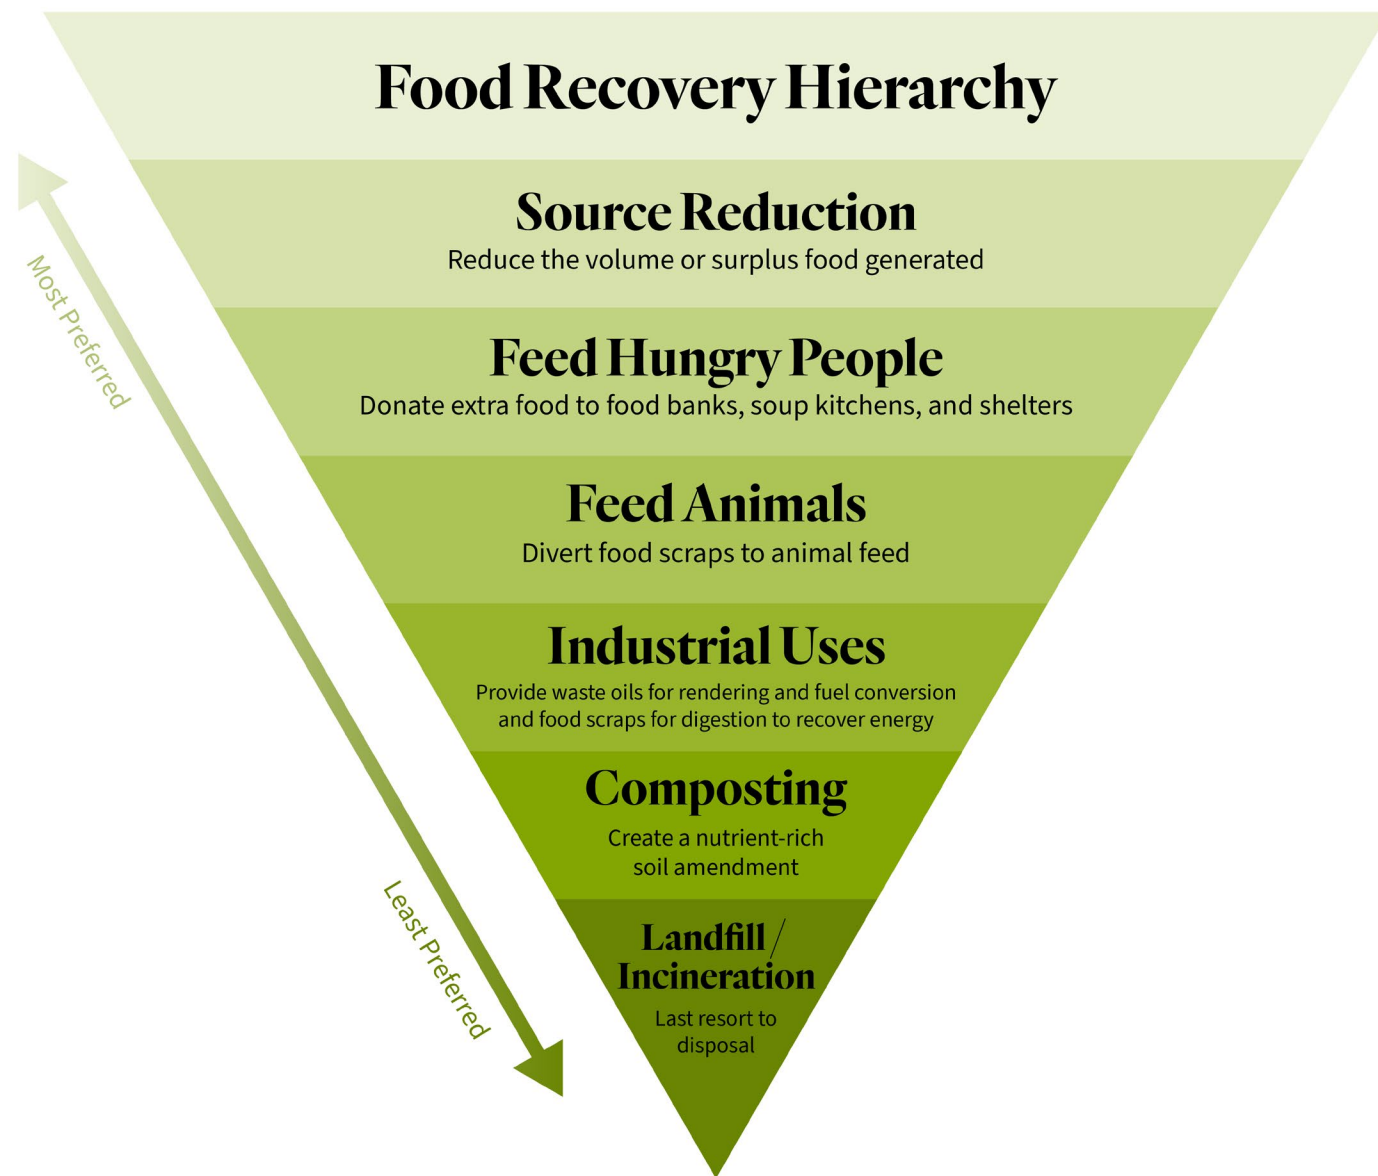 Food Recovery Hierarchy
Source Reduction
Reduce the volume or surplus food generated
Feed Hungry People
Donate extra food to food banks, soup kitchens, and shelters
Feed Animals
Divert food scraps to animal feed
Industrial Uses
Provide waste oils for rendering and fuel conversion
and food scraps for digestion to recover energy
Composting
Create a nutrient-rich
soil amendment
Landfill /
Incineration
Last resort to
disposal
Most Preferred
Least Preferred